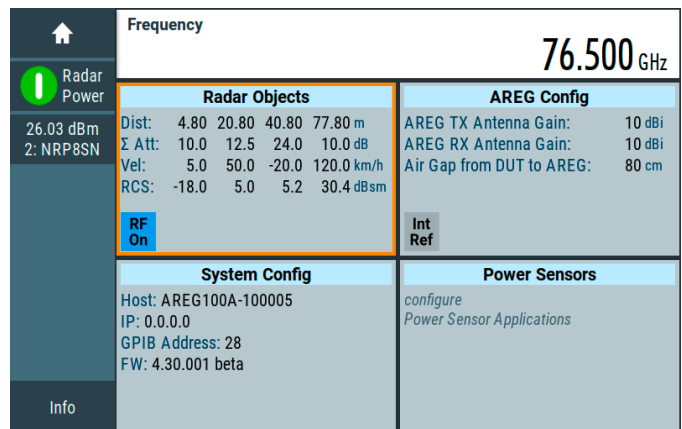 Frequency
76.500 GHz
Radar
Power
26.03 dBm
2: NRP8SN
Info
Radar Objects
Dist: 4.80 20.80 40.80 77.80 m
Σ Att: 10.0 12.5 24.0 10.0 dB
Vel: 5.0 50.0 -20.0 120.0 km/h
RCS: -18.0 5.0 5.2 30.4 dBsm
RF
On
AREG Config
AREG TX Antenna Gain: 10 dBi
AREG RX Antenna Gain: 10 dBi
Air Gap from DUT to AREG: 80 cm
Int
Ref
System Config
Host: AREG100A-100005
IP: 0.0.0.0
GPIB Address: 28
FW: 4.30.001 beta
Power Sensors
configure
Power Sensor Applications